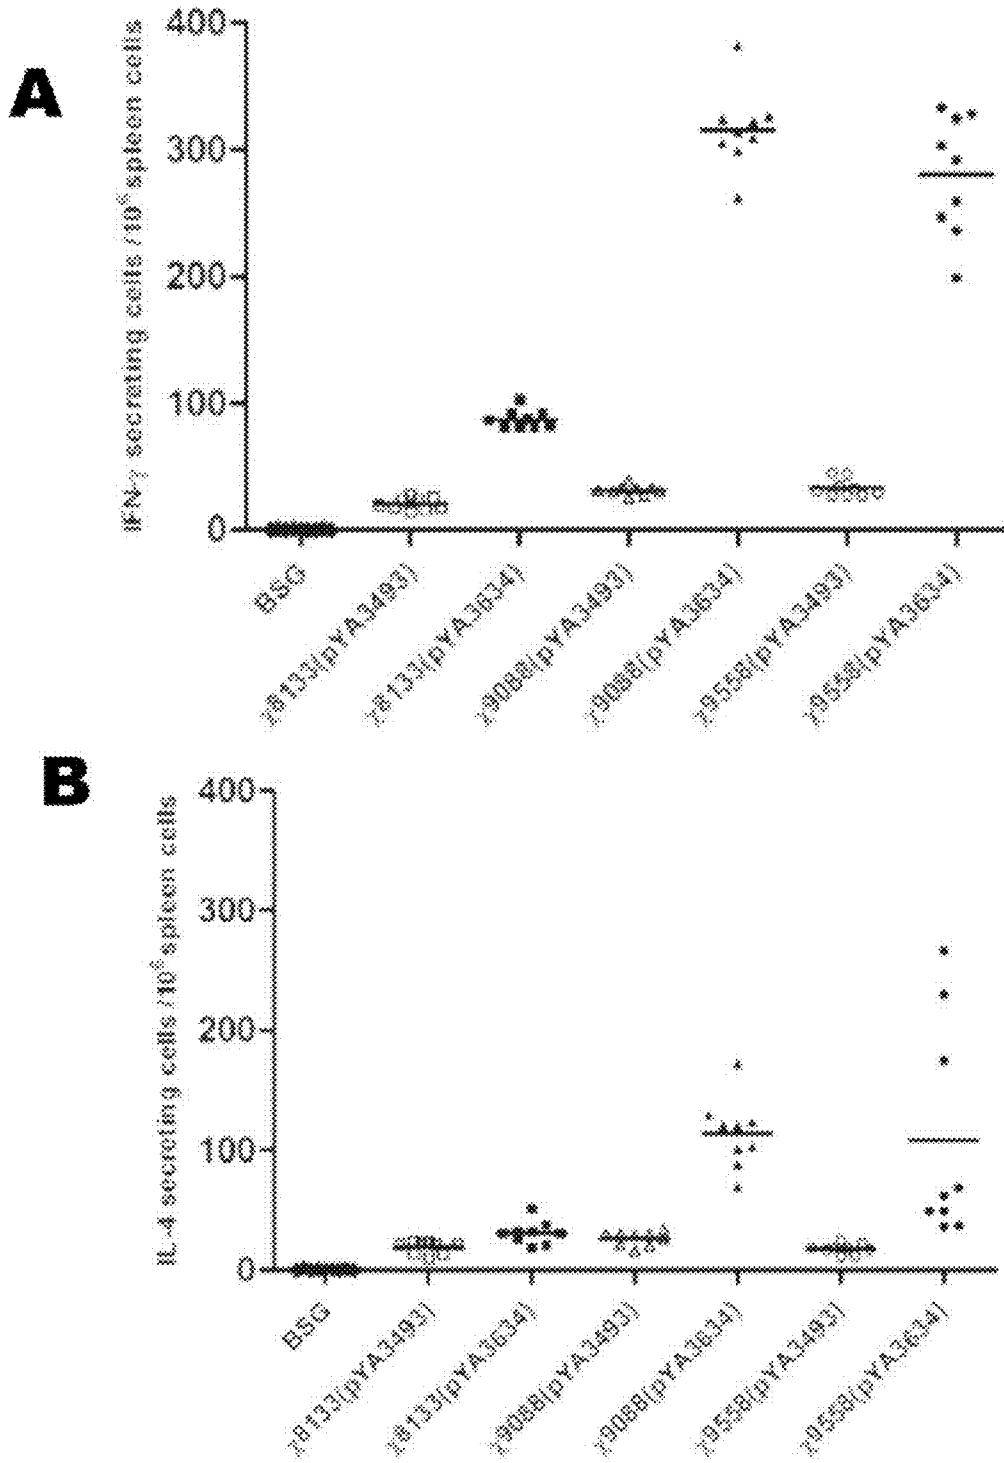 A
IFN-γ secreting cells /10⁶ spleen cells
400
300
200
100
0
BSG
χ8133(pYA3493)
χ8133(pYA3634)
χ9088(pYA3493)
χ9088(pYA3634)
χ9558(pYA3493)
χ9558(pYA3634)
B
IL-4 secreting cells /10⁶ spleen cells
400
300
200
100
0
BSG
χ8133(pYA3493)
χ8133(pYA3634)
χ9088(pYA3493)
χ9088(pYA3634)
χ9558(pYA3493)
χ9558(pYA3634)